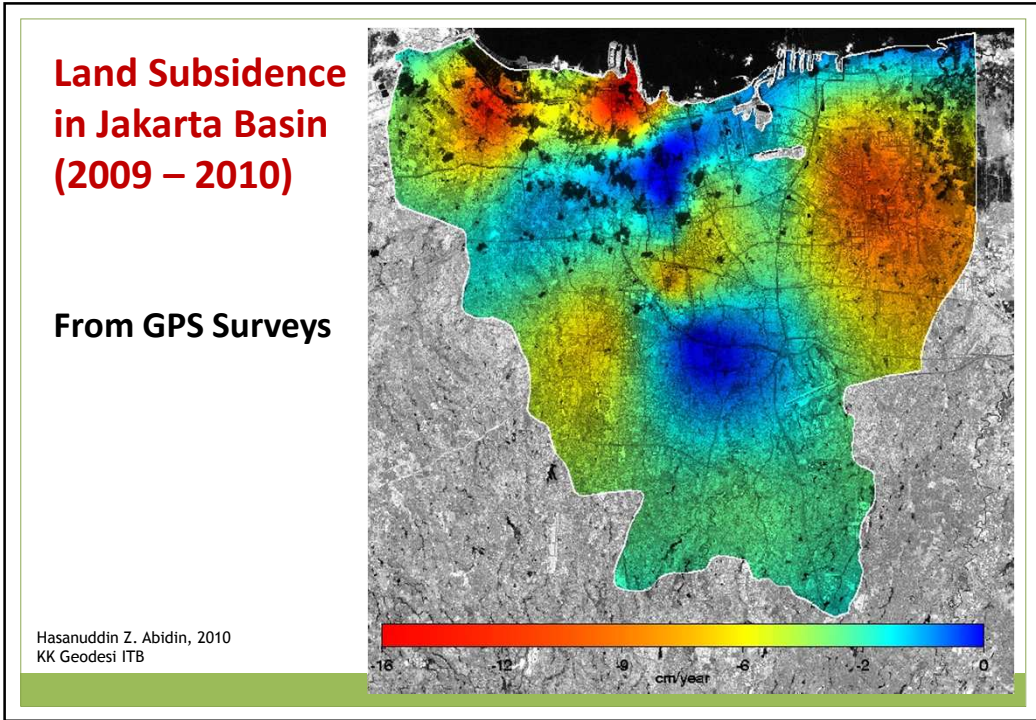 Land Subsidence
in Jakarta Basin
(2009 – 2010)
From GPS Surveys
Hasanuddin Z. Abidin, 2010
KK Geodesi ITB
-16 -12 -9 -6 -2 0
cm/year